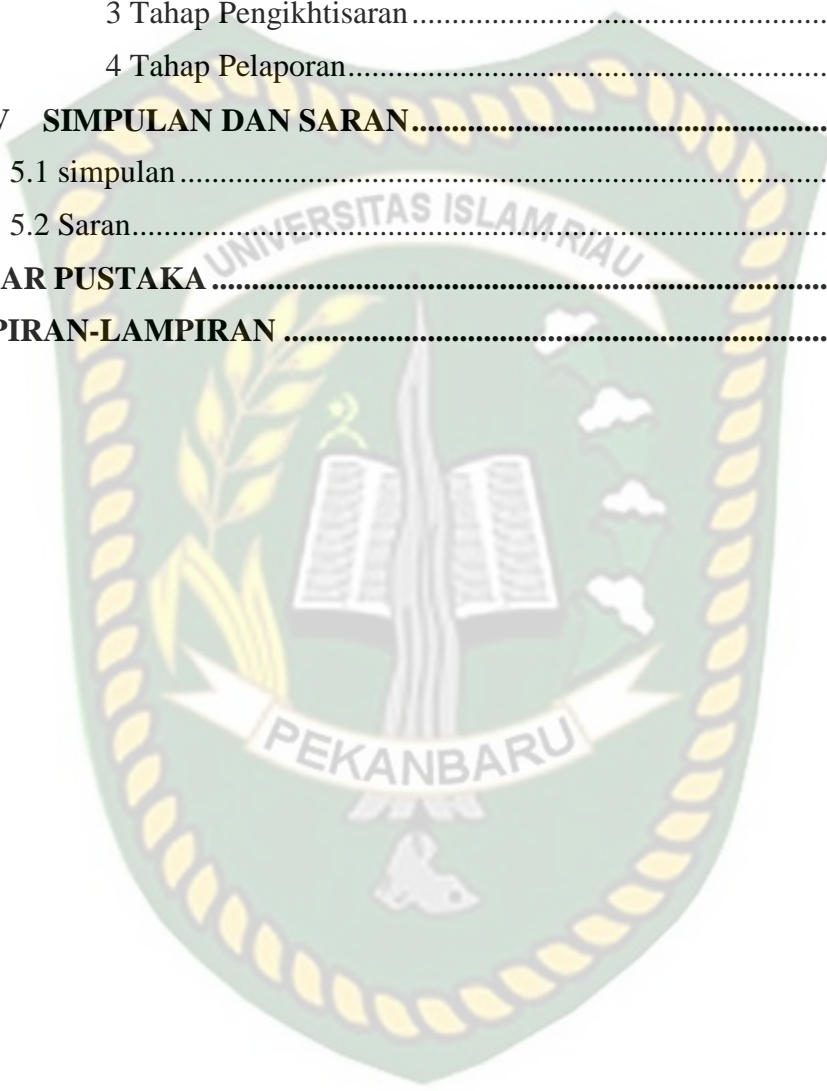 3 Tahap Pengikhtisaran........................................................
4 Tahap Pelaporan................................................................
V SIMPULAN DAN SARAN....................................................
5.1 simpulan....................................................................................
5.2 Saran..........................................................................................
AR PUSTAKA.............................................................................
PIRAN-LAMPIRAN....................................................................
UNIVERSITAS ISLAM RIAU
PEKANBARU